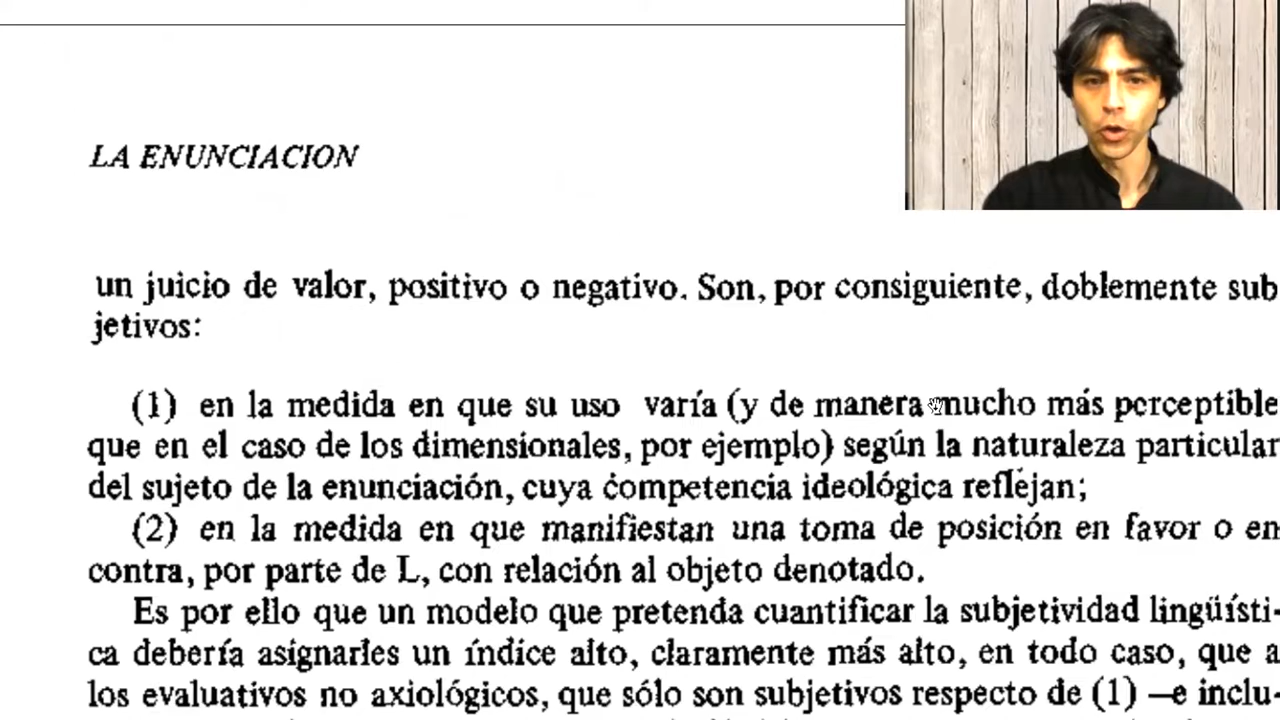 LA ENUNCIACION
un juicio de valor, positivo o negativo. Son, por consiguiente, doblemente sub
jetivos:
(1) en la medida en que su uso varía (y de manera mucho más perceptible
que en el caso de los dimensionales, por ejemplo) según la naturaleza particular
del sujeto de la enunciación, cuya competencia ideológica reflejan;
(2) en la medida en que manifiestan una toma de posición en favor o en
contra, por parte de L, con relación al objeto denotado.
Es por ello que un modelo que pretenda cuantificar la subjetividad lingüísti-
ca debería asignarles un índice alto, claramente más alto, en todo caso, que a
los evaluativos no axiológicos, que sólo son subjetivos respecto de (1) —e inclu-